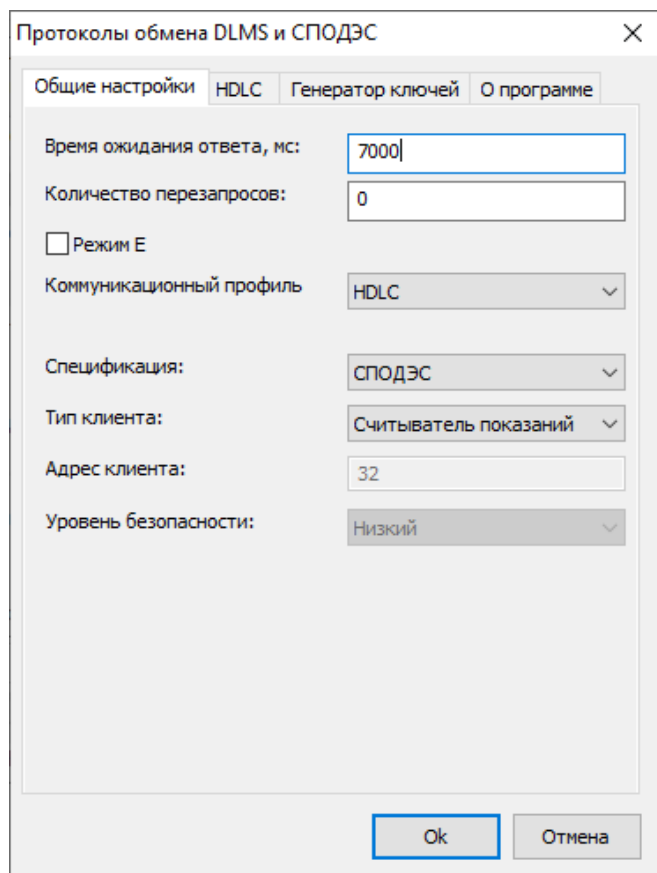 Протоколы обмена DLMS и СПОДЭС
Общие настройки HDLC Генератор ключей О программе
Время ожидания ответа, мс: 7000
Количество перезапросов: 0
Режим Е
Коммуникационный профиль HDLC
Спецификация: СПОДЭС
Тип клиента: Считыватель показаний
Адрес клиента: 32
Уровень безопасности: Низкий
Ok Отмена